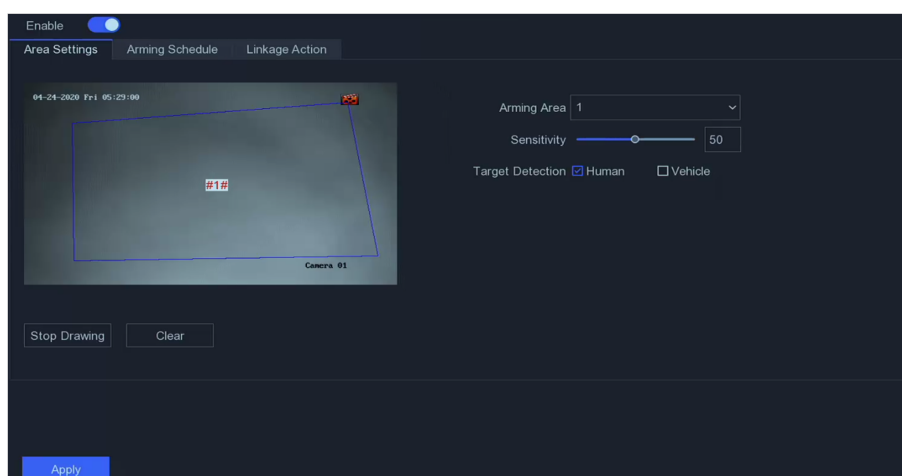 Enable
Area Settings Arming Schedule Linkage Action
04-24-2020 Fri 05:29:00
#1#
Camera 01
Arming Area 1
Sensitivity 50
Target Detection Human Vehicle
Stop Drawing Clear
Apply